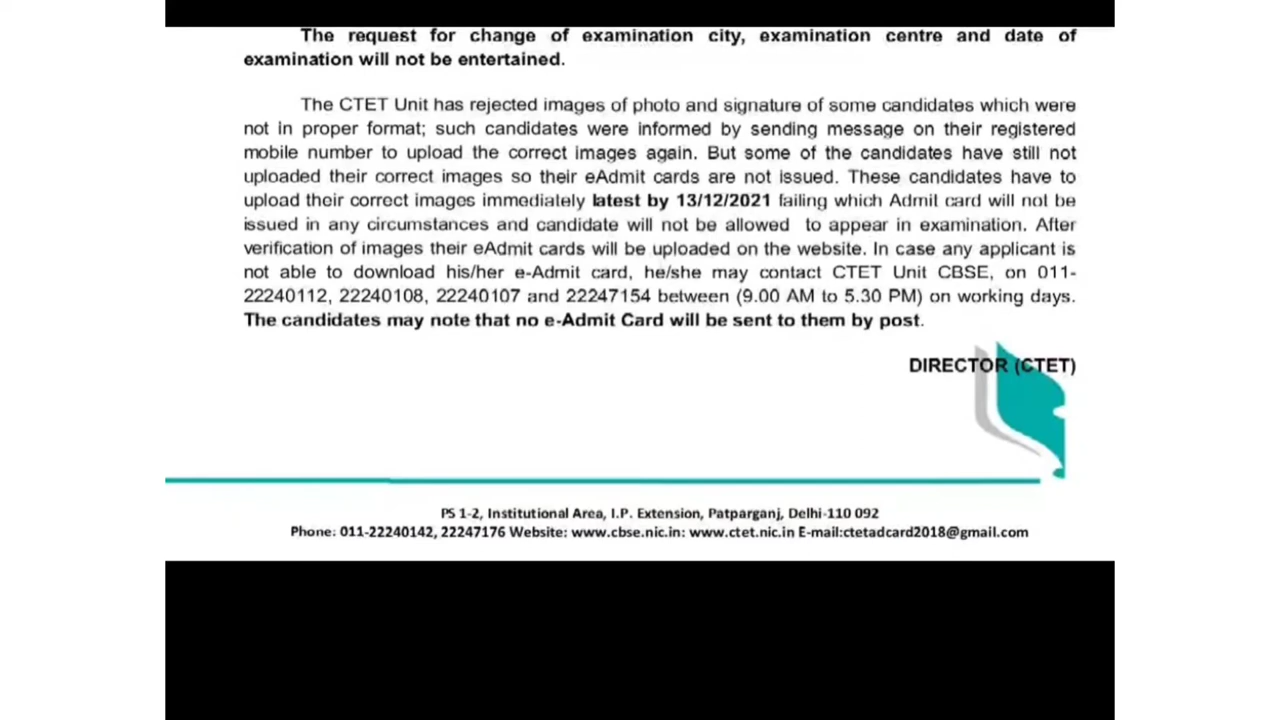 The request for change of examination city, examination centre and date of
examination will not be entertained.
The CTET Unit has rejected images of photo and signature of some candidates which were
not in proper format; such candidates were informed by sending message on their registered
mobile number to upload the correct images again. But some of the candidates have still not
uploaded their correct images so their eAdmit cards are not issued. These candidates have to
upload their correct images immediately latest by 13/12/2021 failing which Admit card will not be
issued in any circumstances and candidate will not be allowed to appear in examination. After
verification of images their eAdmit cards will be uploaded on the website. In case any applicant is
not able to download his/her e-Admit card, he/she may contact CTET Unit CBSE, on 011-
22240112, 22240108, 22240107 and 22247154 between (9.00 AM to 5.30 PM) on working days.
The candidates may note that no e-Admit Card will be sent to them by post.
DIRECTOR (CTET)
PS 1-2, Institutional Area, I.P. Extension, Patparganj, Delhi-110 092
Phone: 011-22240142, 22247176 Website: www.cbse.nic.in: www.ctet.nic.in E-mail:ctetadcard2018@gmail.com